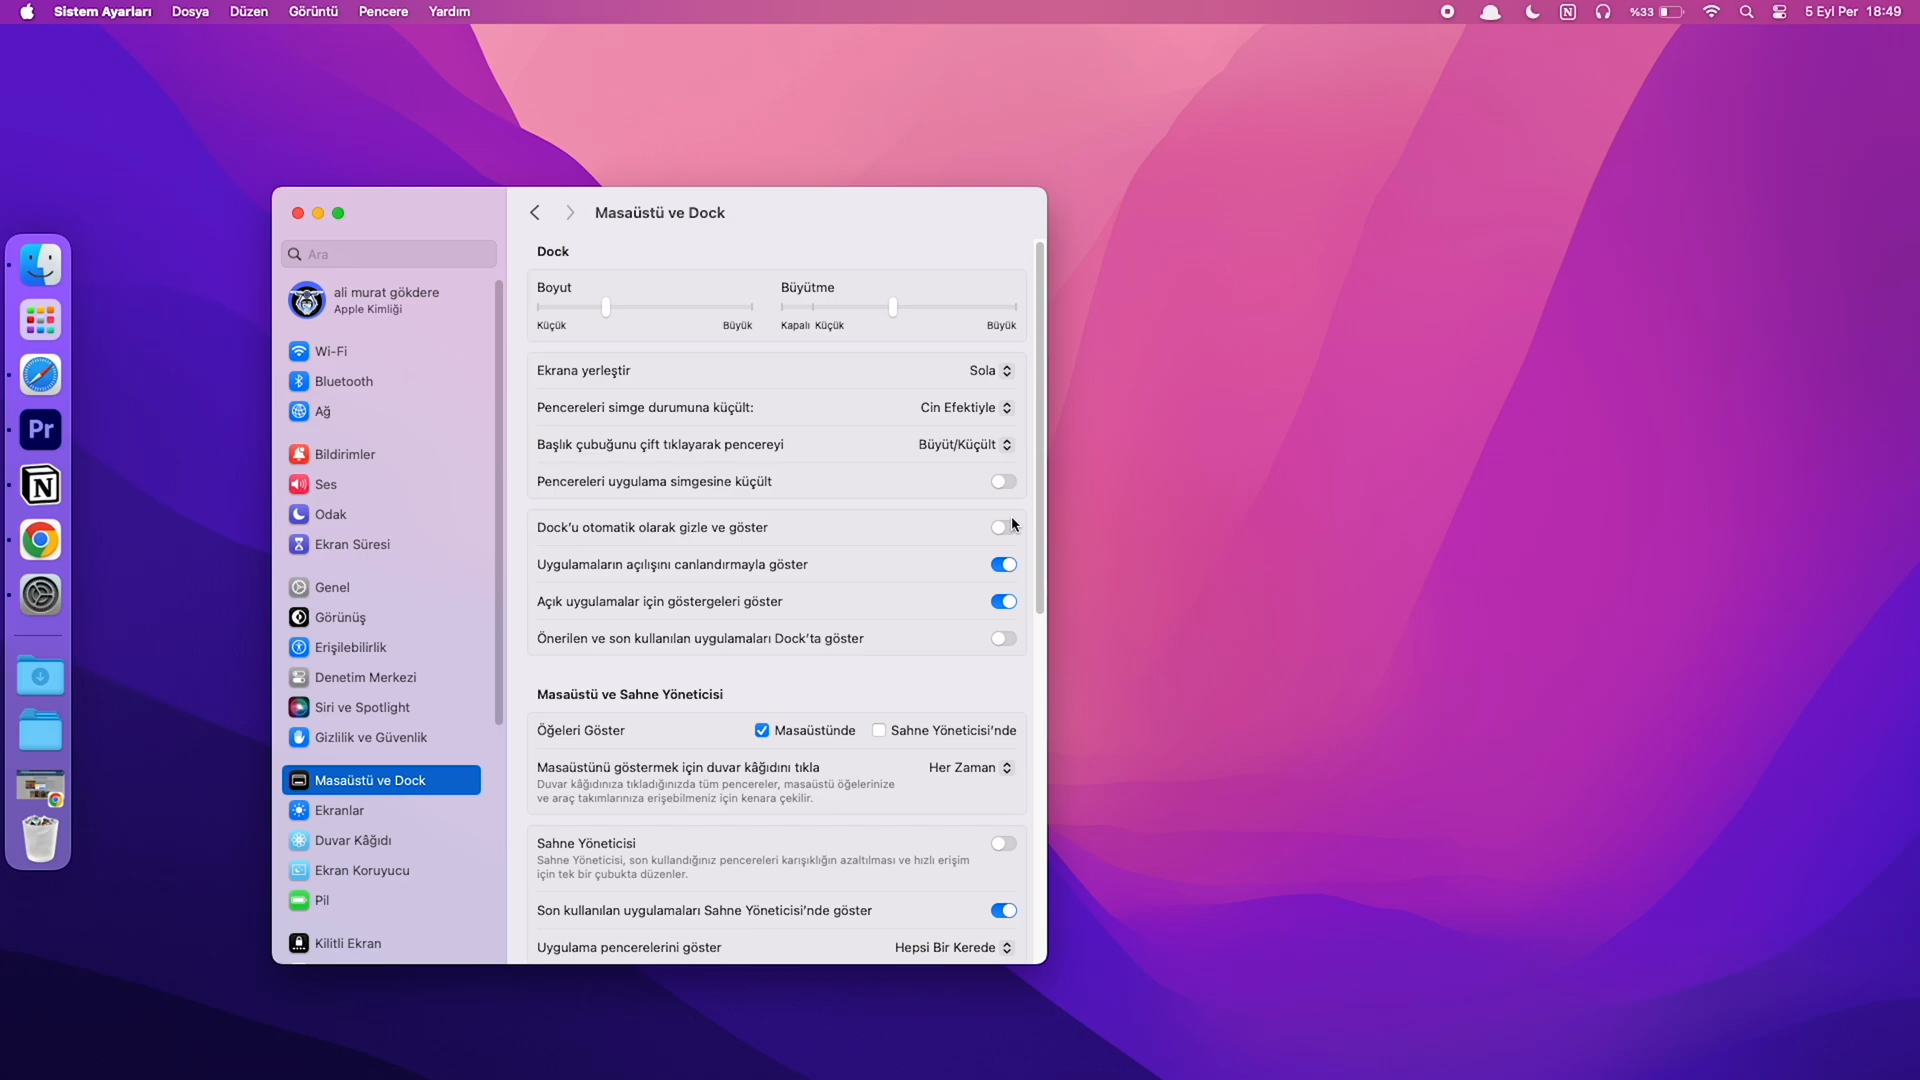 Sistem Ayarları Dosya Düzen Görüntü Pencere Yardım
%33 5 Eyl Per 18:49
Ara
ali murat gökdere
Apple Kimliği
Wi-Fi
Bluetooth
Ağ
Bildirimler
Ses
Odak
Ekran Süresi
Genel
Görünüş
Erişilebilirlik
Denetim Merkezi
Siri ve Spotlight
Gizlilik ve Güvenlik
Masaüstü ve Dock
Ekranlar
Duvar Kâğıdı
Ekran Koruyucu
Pil
Kilitli Ekran
Pr
N
Masaüstü ve Dock
Dock
Boyut Büyütme
Küçük Büyük Kapalı Küçük Büyük
Ekrana yerleştir Sola
Pencereleri simge durumuna küçült: Cin Efektiyle
Başlık çubuğunu çift tıklayarak pencereyi Büyüt/Küçült
Pencereleri uygulama simgesine küçült
Dock'u otomatik olarak gizle ve göster
Uygulamaların açılışını canlandırmayla göster
Açık uygulamalar için göstergeleri göster
Önerilen ve son kullanılan uygulamaları Dock'ta göster
Masaüstü ve Sahne Yöneticisi
Öğeleri Göster Masaüstünde Sahne Yöneticisi'nde
Masaüstünü göstermek için duvar kâğıdını tıkla Her Zaman
Duvar kâğıdınıza tıkladığınızda tüm pencereler, masaüstü öğelerinize
ve araç takımlarınıza erişebilmeniz için kenara çekilir.
Sahne Yöneticisi
Sahne Yöneticisi, son kullandığınız pencereleri karışıklığın azaltılması ve hızlı erişim
için tek bir çubukta düzenler.
Son kullanılan uygulamaları Sahne Yöneticisi'nde göster
Uygulama pencerelerini göster Hepsi Bir Kerede